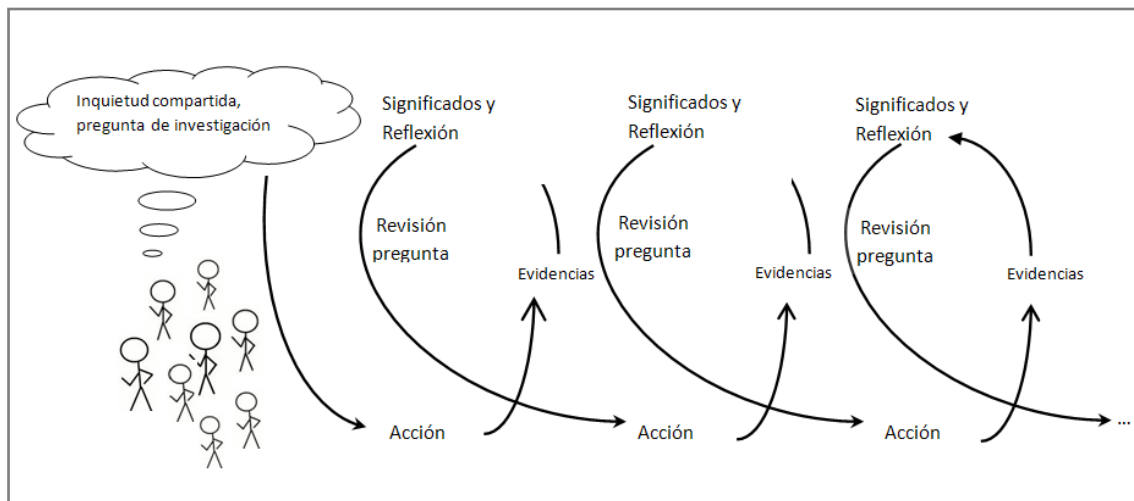 Inquietud compartida,
pregunta de investigación
Significados y
Reflexión
Revisión
pregunta
Evidencias
Acción
Significados y
Reflexión
Revisión
pregunta
Evidencias
Acción
Significados y
Reflexión
Revisión
pregunta
Evidencias
Acción
...